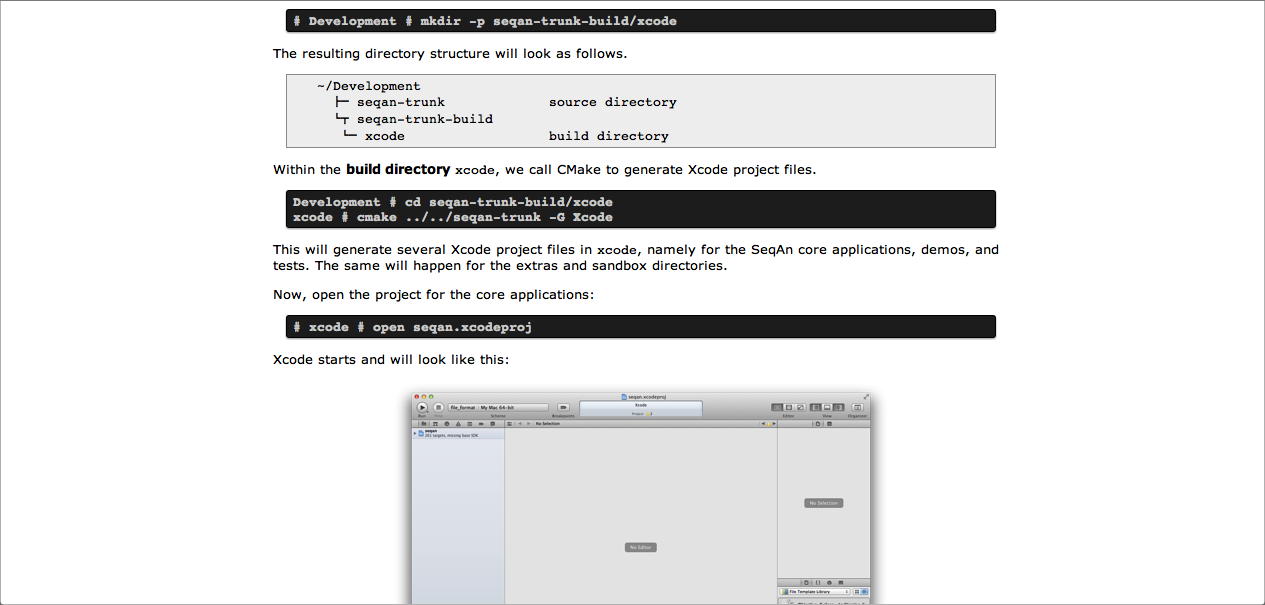 # Development # mkdir -p seqan-trunk-build/xcode
The resulting directory structure will look as follows.
~/Development
├─ seqan-trunk source directory
└┬ seqan-trunk-build
└─ xcode build directory
Within the build directory xcode, we call CMake to generate Xcode project files.
Development # cd seqan-trunk-build/xcode
xcode # cmake ../../seqan-trunk -G Xcode
This will generate several Xcode project files in xcode, namely for the SeqAn core applications, demos, and
tests. The same will happen for the extras and sandbox directories.
Now, open the project for the core applications:
# xcode # open seqan.xcodeproj
Xcode starts and will look like this:
seqan.xcodeproj
file_format My Mac 64-bit
Xcode
Project
Run Stop Scheme Breakpoints Editor View Organizer
No Selection
seqan
201 targets, missing base SDK
No Selection
No Editor
File Template Library